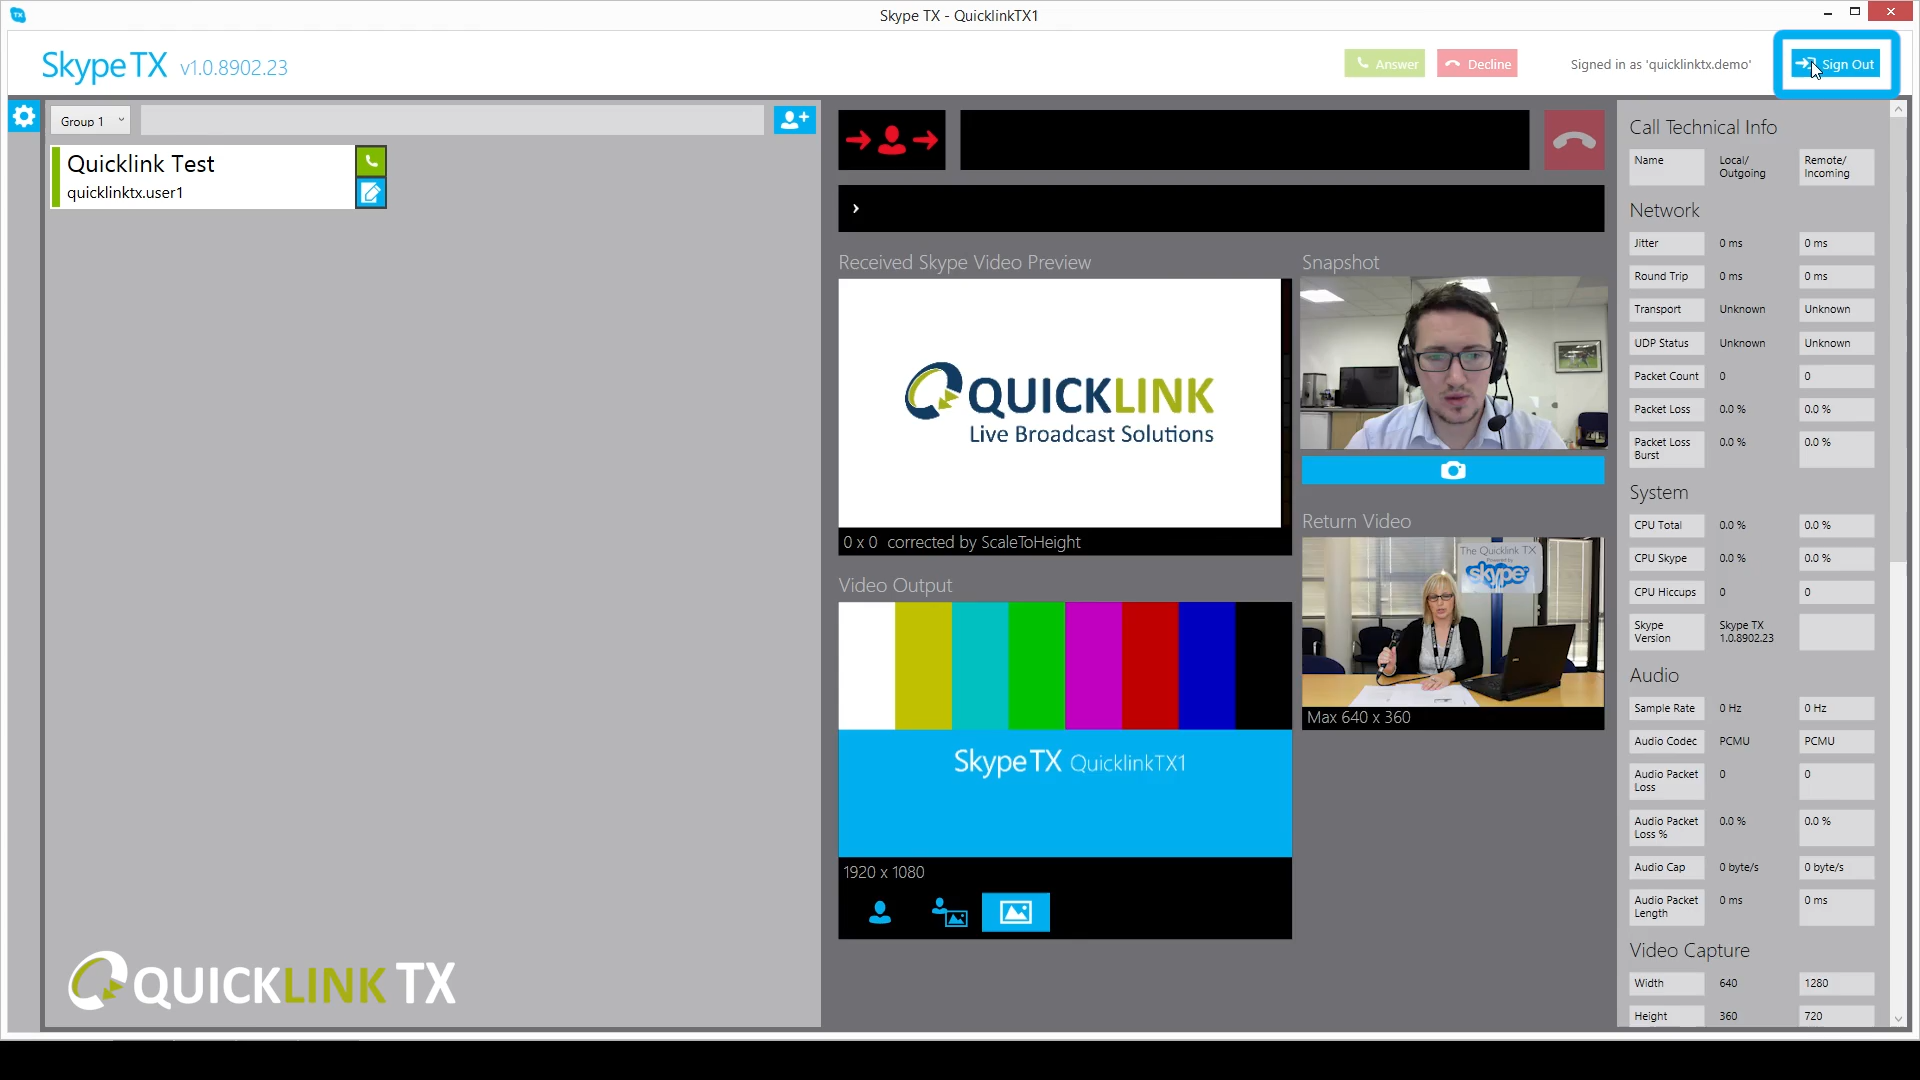 Skype TX - QuicklinkTX1
Skype TX v1.0.8902.23
Answer
Decline
Signed in as 'quicklinktx.demo'
Sign Out
Group 1
Quicklink Test
quicklinktx.user1
QUICKLINK TX
Received Skype Video Preview
QUICKLINK
Live Broadcast Solutions
0 x 0 corrected by ScaleToHeight
Video Output
Skype TX QuicklinkTX1
1920 x 1080
Snapshot
Return Video
The Quicklink TX
Powered by
skype
Max 640 x 360
Call Technical Info
Name Local/ Outgoing Remote/ Incoming
Network
Jitter 0 ms 0 ms
Round Trip 0 ms 0 ms
Transport Unknown Unknown
UDP Status Unknown Unknown
Packet Count 0 0
Packet Loss 0.0 % 0.0 %
Packet Loss Burst 0.0 % 0.0 %
System
CPU Total 0.0 % 0.0 %
CPU Skype 0.0 % 0.0 %
CPU Hiccups 0 0
Skype Version Skype TX 1.0.8902.23
Audio
Sample Rate 0 Hz 0 Hz
Audio Codec PCMU PCMU
Audio Packet Loss 0 0
Audio Packet Loss % 0.0 % 0.0 %
Audio Cap 0 byte/s 0 byte/s
Audio Packet Length 0 ms 0 ms
Video Capture
Width 640 1280
Height 360 720